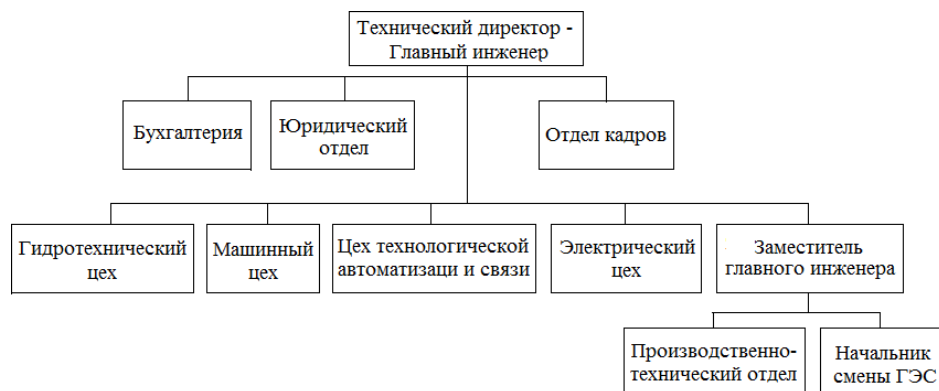 Технический директор -
Главный инженер
Бухгалтерия
Юридический
отдел
Отдел кадров
Гидротехнический
цех
Машинный
цех
Цех технологической
автоматизаци и связи
Электрический
цех
Заместитель
главного инженера
Производственно-
технический отдел
Начальник
смены ГЭС